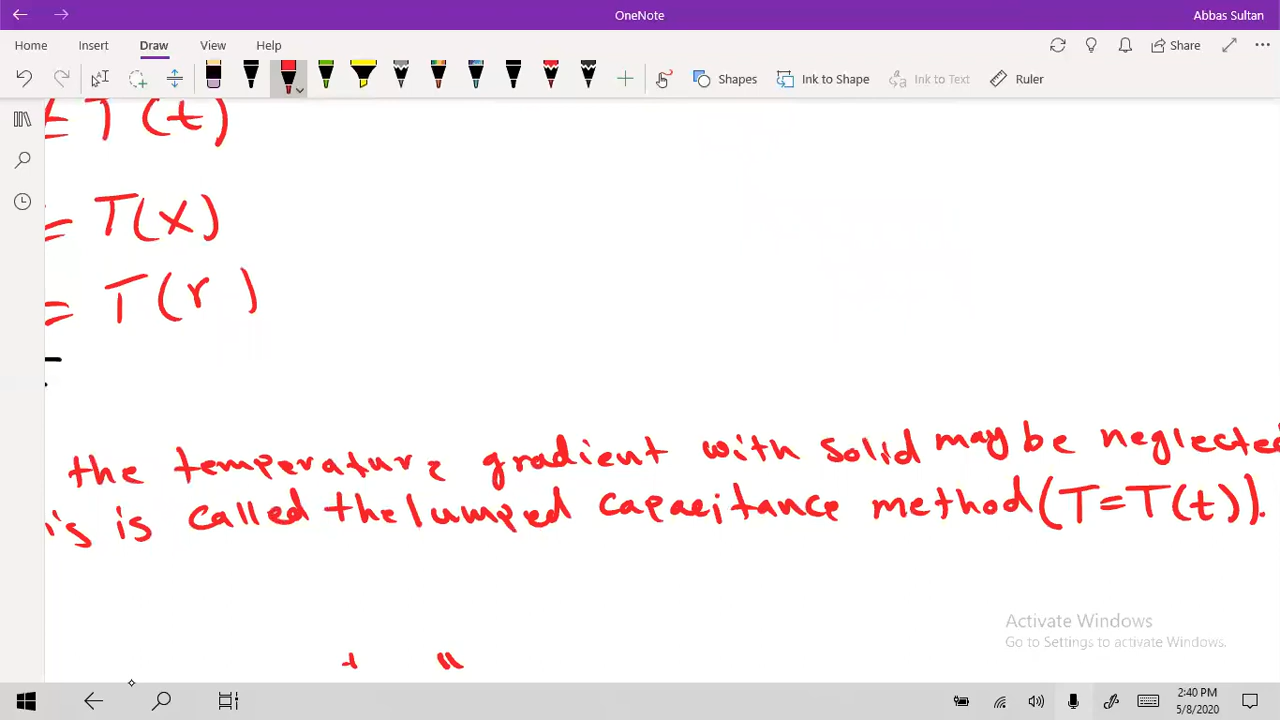 OneNote
Abbas Sultan
Home Insert Draw View Help
Share
Shapes Ink to Shape Ink to Text Ruler
T(t)
= T(x)
= T(r )
the temperature gradient with solid may be neglected
is is called the lumped capacitance method (T=T(t)).
Activate Windows
Go to Settings to activate Windows.
2:40 PM
5/8/2020